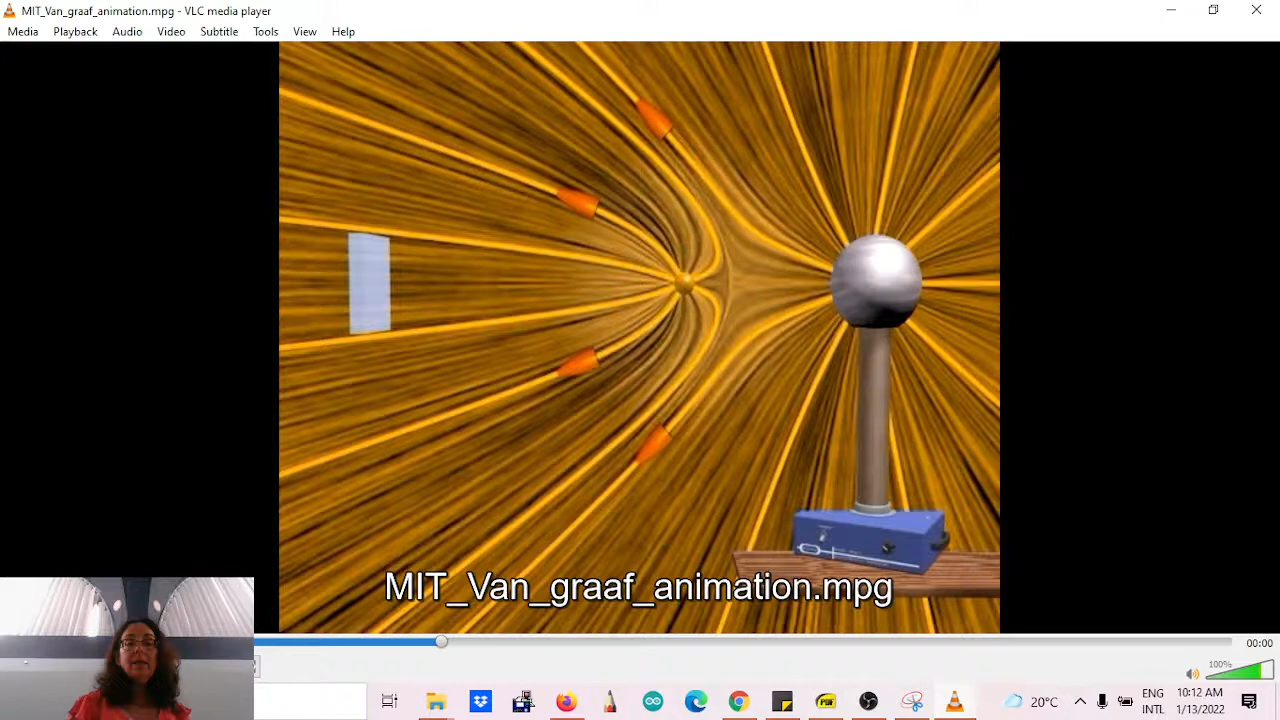 MIT_Van_graaf_animation.mpg - VLC media player
Media Playback Audio Video Subtitle Tools View Help
MIT_Van_graaf_animation.mpg
00:00
100%
PDF
20°C
ENG
INTL
10:12 AM
1/13/2022